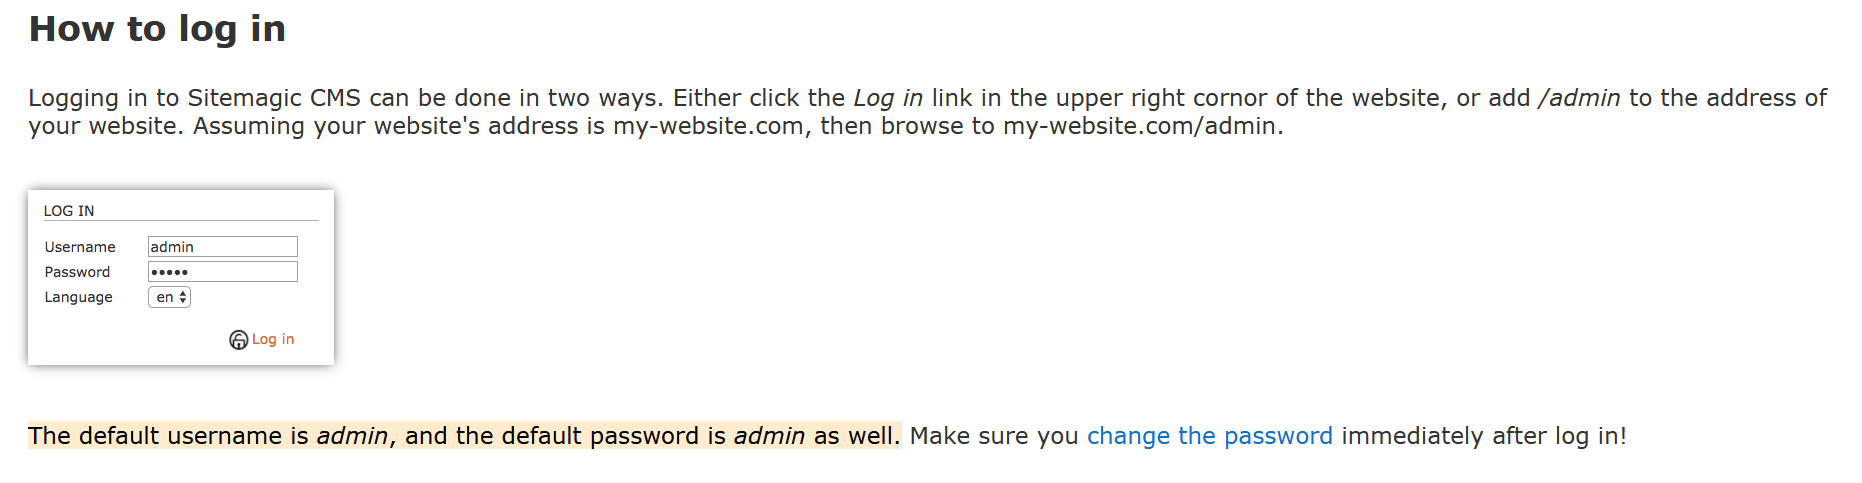 How to log in
Logging in to Sitemagic CMS can be done in two ways. Either click the Log in link in the upper right cornor of the website, or add /admin to the address of
your website. Assuming your website's address is my-website.com, then browse to my-website.com/admin.
LOG IN
Username admin
Password •••••
Language en
Log in
The default username is admin, and the default password is admin as well. Make sure you change the password immediately after log in!